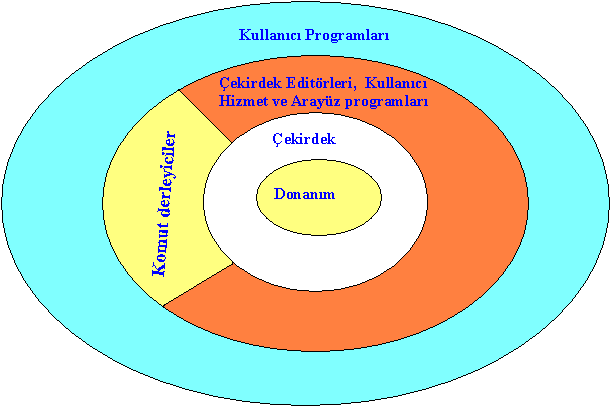 Kullanıcı Programları
Çekirdek Editörleri, Kullanıcı
Hizmet ve Arayüz programları
Çekirdek
Donanım
Komut derleyiciler